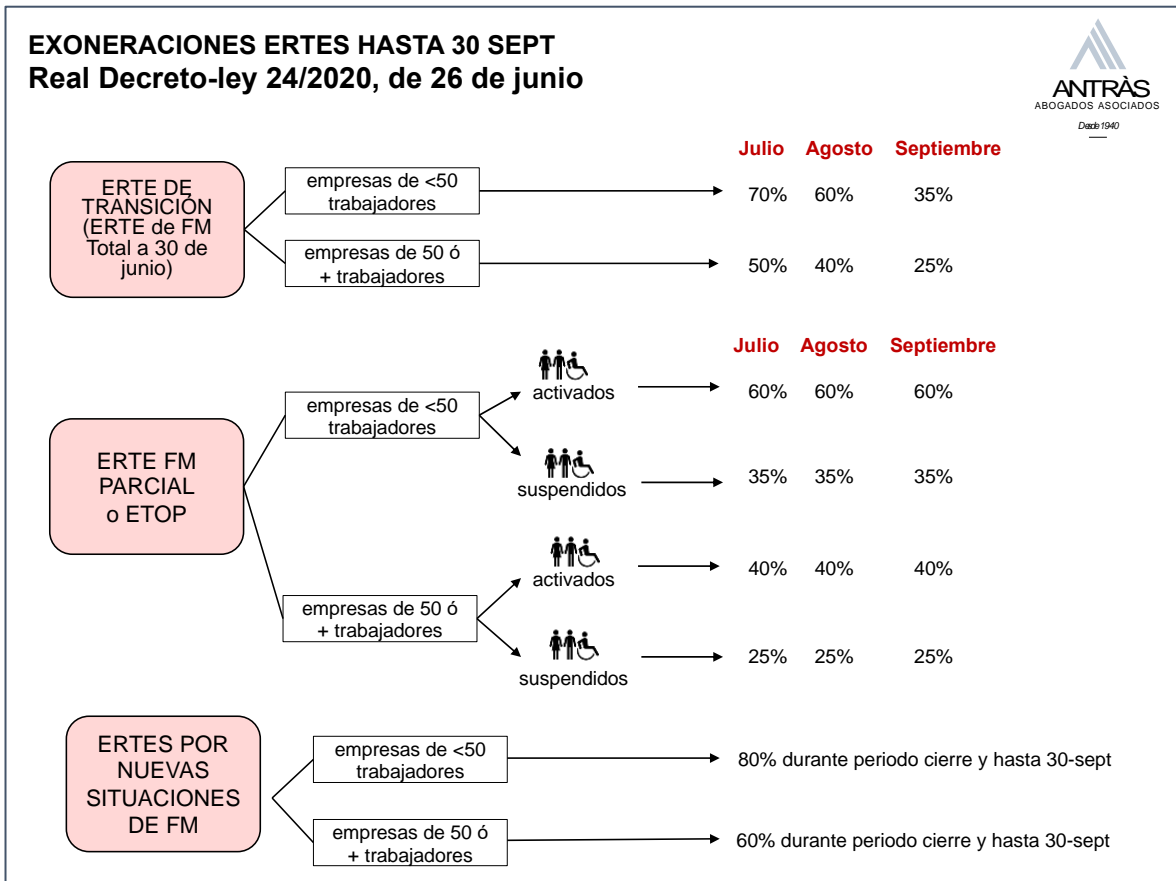 EXONERACIONES ERTES HASTA 30 SEPT
Real Decreto-ley 24/2020, de 26 de junio
ANTRÀS
ABOGADOS ASOCIADOS
Desde 1940
Julio Agosto Septiembre
ERTE DE
TRANSICIÓN
(ERTE de FM
Total a 30 de
junio)
empresas de <50
trabajadores
70% 60% 35%
empresas de 50 ó
+ trabajadores
50% 40% 25%
Julio Agosto Septiembre
ERTE FM
PARCIAL
o ETOP
empresas de <50
trabajadores
activados
60% 60% 60%
suspendidos
35% 35% 35%
empresas de 50 ó
+ trabajadores
activados
40% 40% 40%
suspendidos
25% 25% 25%
ERTES POR
NUEVAS
SITUACIONES
DE FM
empresas de <50
trabajadores
80% durante periodo cierre y hasta 30-sept
empresas de 50 ó
+ trabajadores
60% durante periodo cierre y hasta 30-sept